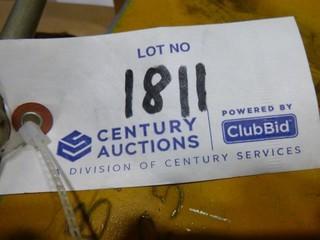 LOT NO
1811
POWERED BY
CENTURY
AUCTIONS
ClubBid
A DIVISION OF CENTURY SERVICES